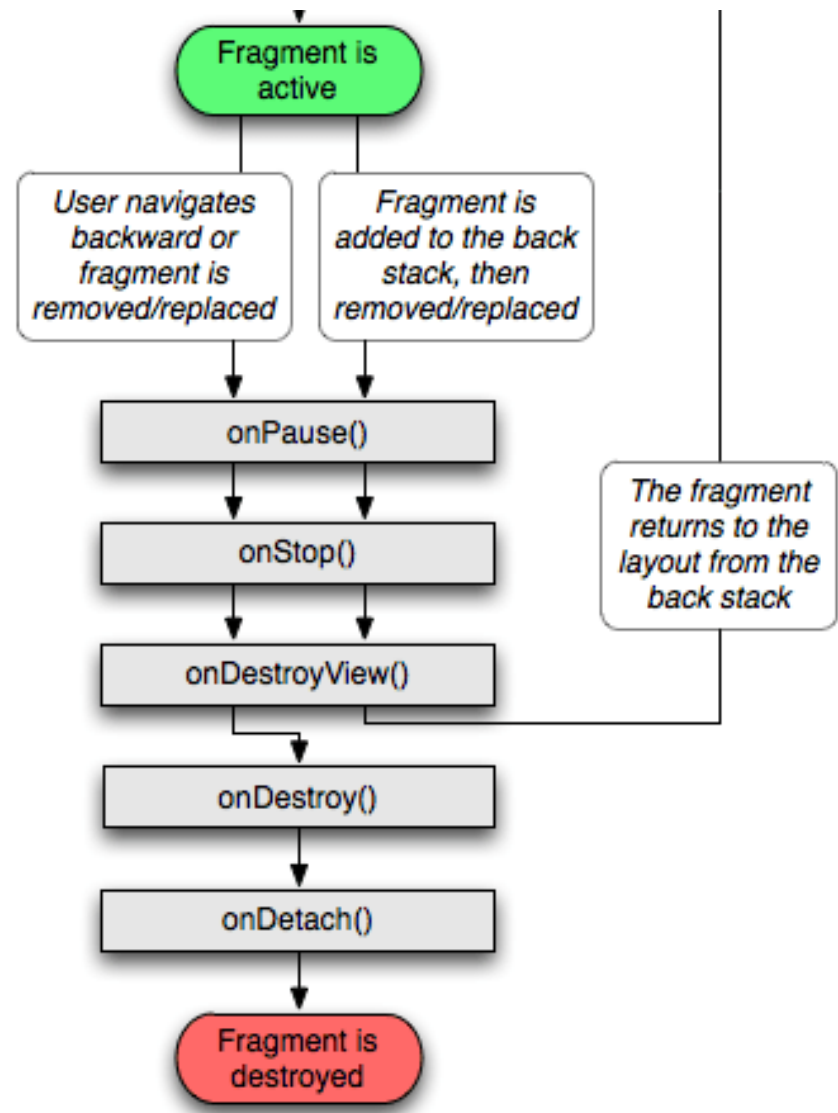 Fragment is
active
User navigates
backward or
fragment is
removed/replaced
Fragment is
added to the back
stack, then
removed/replaced
onPause()
The fragment
returns to the
layout from the
back stack
onStop()
onDestroyView()
onDestroy()
onDetach()
Fragment is
destroyed